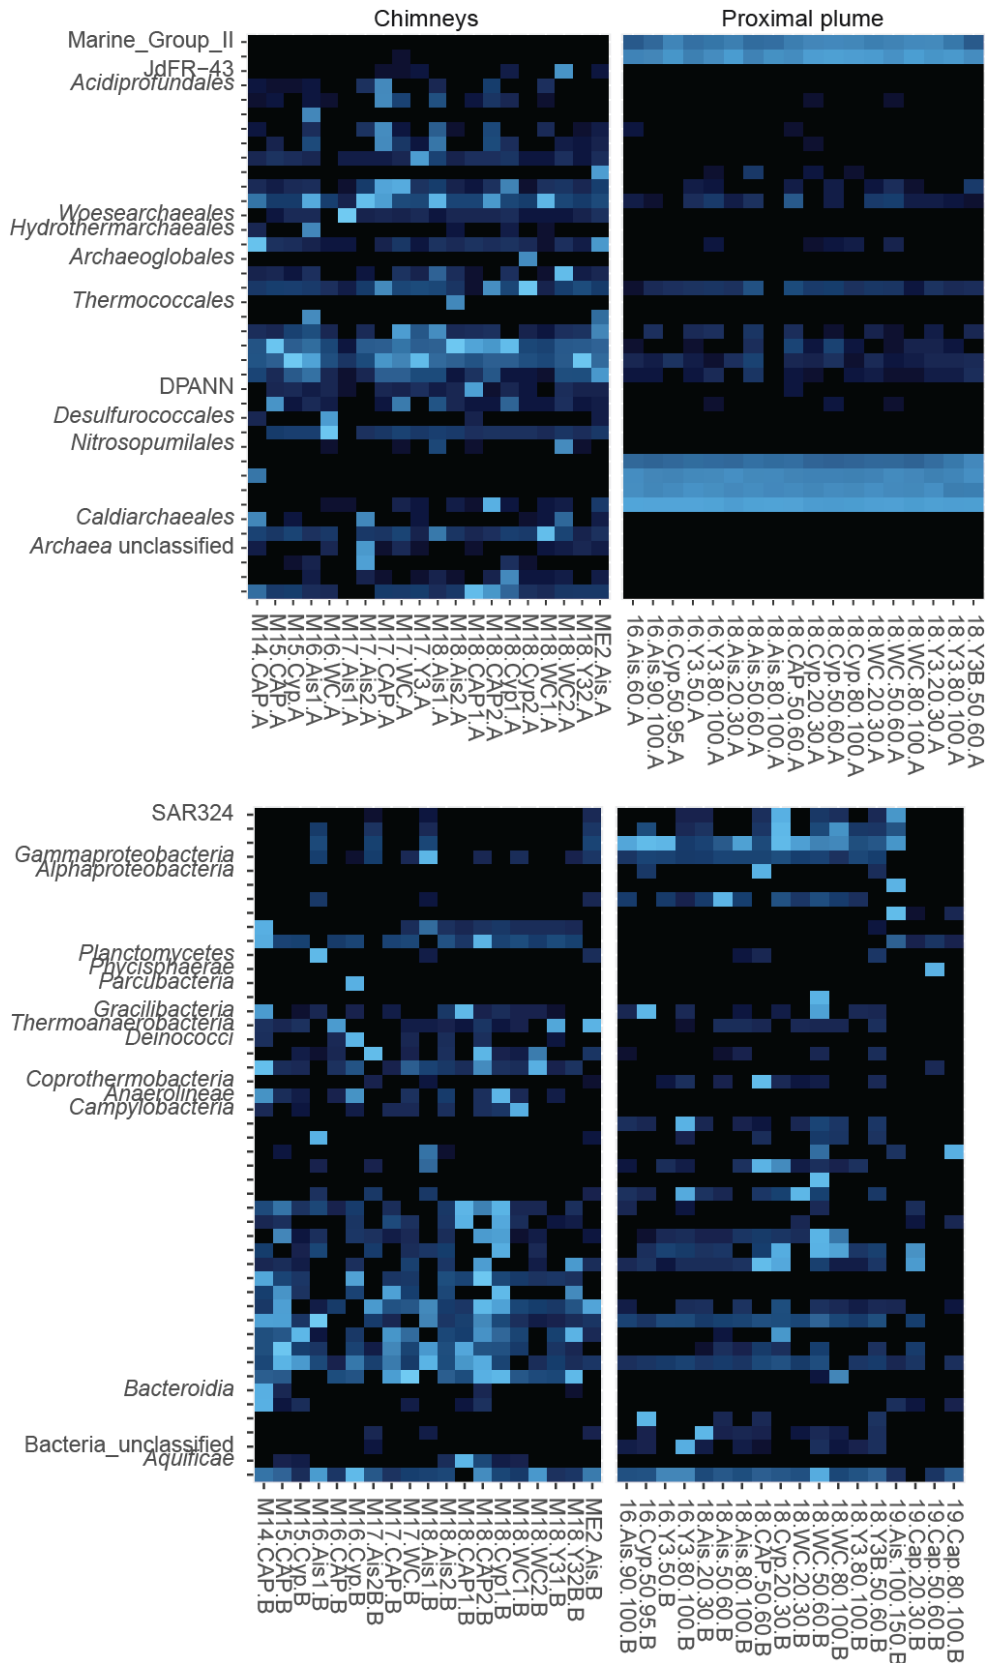 Chimneys
Proximal plume
Marine_Group_II
JdFR−43
Acidiprofundales
Woesearchaeales
Hydrothermarchaeales
Archaeoglobales
Thermococcales
DPANN
Desulfurococcales
Nitrosopumilales
Caldiarchaeales
Archaea unclassified
M14.CAP.A
M15.CAP.A
M15.Cyp.A
M16.Ais1.A
M16.WC.A
M17.Ais1.A
M17.Ais2.A
M17.CAP.A
M17.WC.A
M17.Y3.A
M18.Ais1.A
M18.Ais2.A
M18.CAP1.A
M18.CAP2.A
M18.Cyp1.A
M18.Cyp2.A
M18.WC1.A
M18.WC2.A
M18.Y32.A
ME2.Ais.A
16.Ais.60.A
16.Ais.90.100.A
16.Cyp.50.95.A
16.Y3.50.A
16.Y3.80.100.A
18.Ais.20.30.A
18.Ais.50.60.A
18.Ais.80.100.A
18.CAP.50.60.A
18.Cyp.20.30.A
18.Cyp.50.60.A
18.Cyp.80.100.A
18.WC.20.30.A
18.WC.50.60.A
18.WC.80.100.A
18.Y3.20.30.A
18.Y3.80.100.A
18.Y3B.50.60.A
SAR324
Gammaproteobacteria
Alphaproteobacteria
Planctomycetes
Phycisphaerae
Parcubacteria
Gracilibacteria
Thermoanaerobacteria
Deinococci
Coprothermobacteria
Anaerolineae
Campylobacteria
Bacteroidia
Bacteria_unclassified
Aquificae
M14.CAP.B
M15.CAP.B
M15.Cyp.B
M16.Ais1.B
M16.CAP.B
M16.Cyp.B
M17.Ais2B.B
M17.CAP.B
M17.WC.B
M18.Ais1.B
M18.Ais2.B
M18.CAP1.B
M18.CAP2.B
M18.Cyp1.B
M18.WC1.B
M18.WC2.B
M18.Y31.B
M18.Y32B.B
ME2.Ais.B
16.Ais.90.100.B
16.Cyp.50.95.B
16.Y3.50.B
16.Y3.80.100.B
18.Ais.20.30.B
18.Ais.50.60.B
18.Ais.80.100.B
18.CAP.50.60.B
18.Cyp.20.30.B
18.WC.20.30.B
18.WC.50.60.B
18.WC.80.100.B
18.Y3.80.100.B
18.Y3B.50.60.B
19.Ais.100.150.B
19.Cap.20.30.B
19.Cap.50.60.B
19.Cap.80.100.B